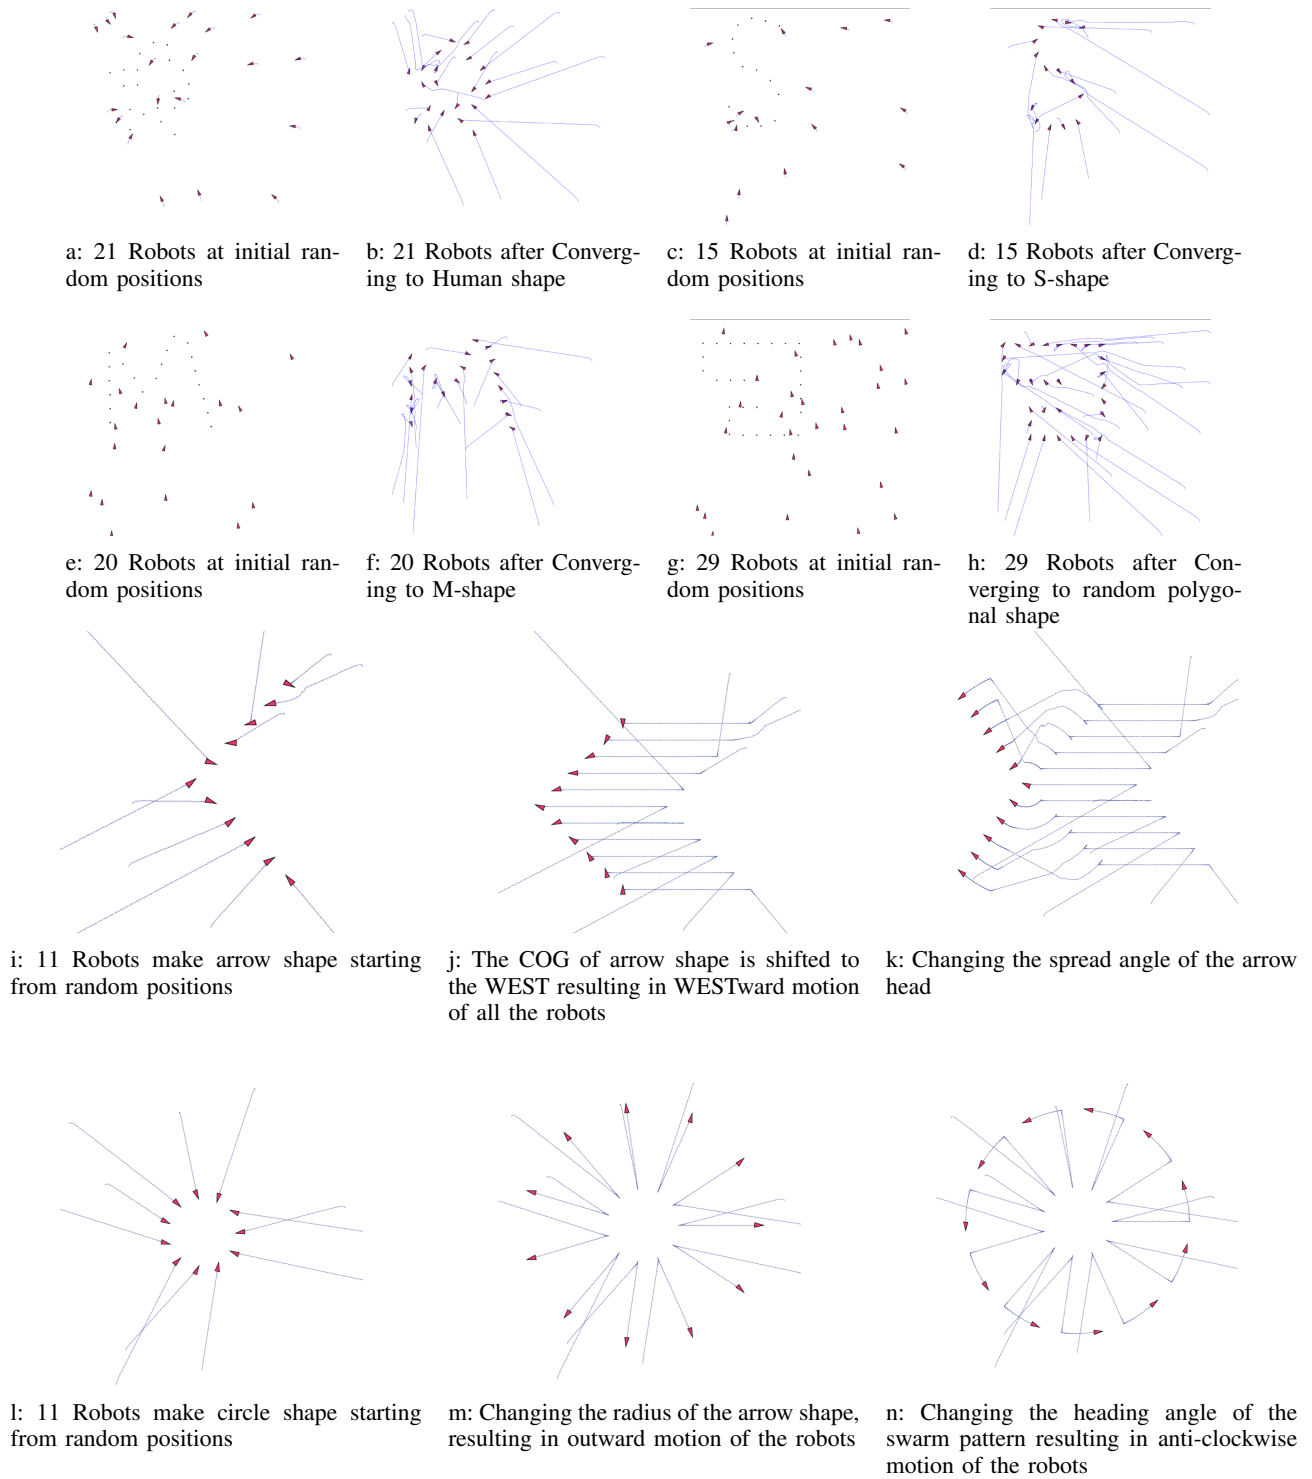 a: 21 Robots at initial ran-
dom positions
b: 21 Robots after Converg-
ing to Human shape
c: 15 Robots at initial ran-
dom positions
d: 15 Robots after Converg-
ing to S-shape
e: 20 Robots at initial ran-
dom positions
f: 20 Robots after Converg-
ing to M-shape
g: 29 Robots at initial ran-
dom positions
h: 29 Robots after Con-
verging to random polygo-
nal shape
i: 11 Robots make arrow shape starting
from random positions
j: The COG of arrow shape is shifted to
the WEST resulting in WESTward motion
of all the robots
k: Changing the spread angle of the arrow
head
l: 11 Robots make circle shape starting
from random positions
m: Changing the radius of the arrow shape,
resulting in outward motion of the robots
n: Changing the heading angle of the
swarm pattern resulting in anti-clockwise
motion of the robots